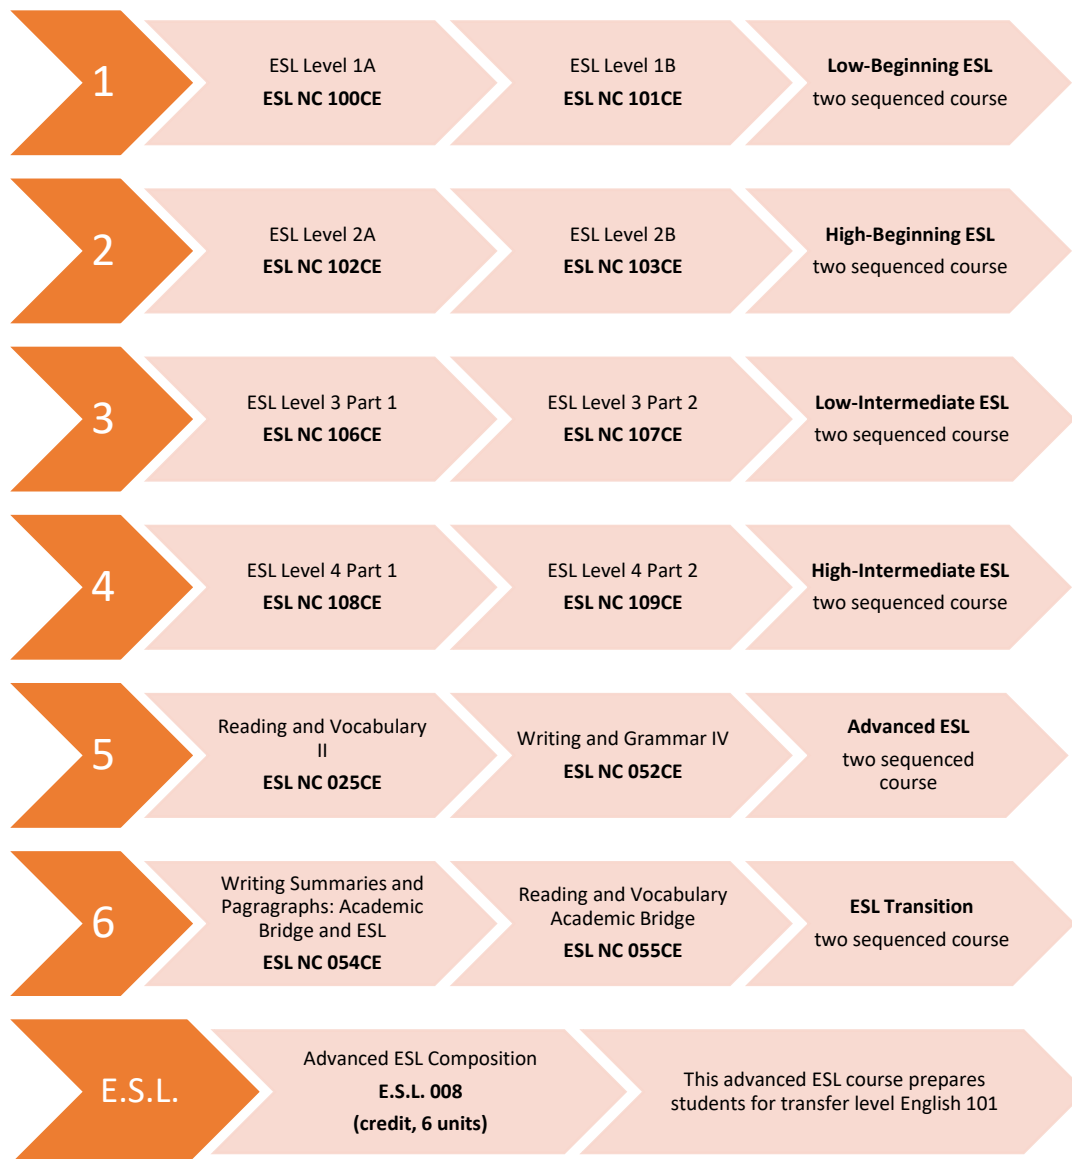 1
ESL Level 1A
ESL NC 100CE
ESL Level 1B
ESL NC 101CE
Low-Beginning ESL
two sequenced course
2
ESL Level 2A
ESL NC 102CE
ESL Level 2B
ESL NC 103CE
High-Beginning ESL
two sequenced course
3
ESL Level 3 Part 1
ESL NC 106CE
ESL Level 3 Part 2
ESL NC 107CE
Low-Intermediate ESL
two sequenced course
4
ESL Level 4 Part 1
ESL NC 108CE
ESL Level 4 Part 2
ESL NC 109CE
High-Intermediate ESL
two sequenced course
5
Reading and Vocabulary
II
ESL NC 025CE
Writing and Grammar IV
ESL NC 052CE
Advanced ESL
two sequenced
course
6
Writing Summaries and
Pagragraphs: Academic
Bridge and ESL
ESL NC 054CE
Reading and Vocabulary
Academic Bridge
ESL NC 055CE
ESL Transition
two sequenced course
E.S.L.
Advanced ESL Composition
E.S.L. 008
(credit, 6 units)
This advanced ESL course prepares
students for transfer level English 101